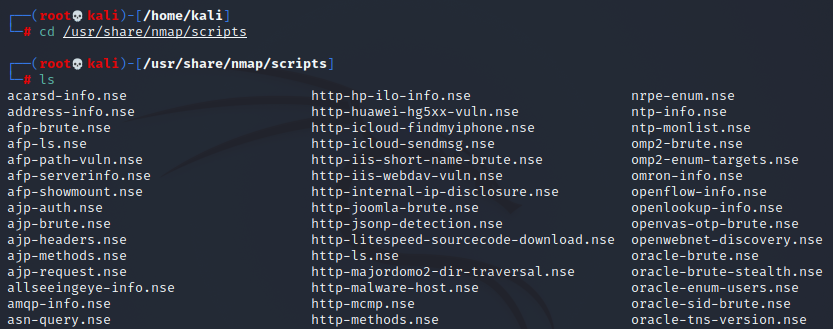 ┌──(root💀kali)-[/home/kali]
└─# cd /usr/share/nmap/scripts
┌──(root💀kali)-[/usr/share/nmap/scripts]
└─# ls
acarsd-info.nse http-hp-ilo-info.nse nrpe-enum.nse
address-info.nse http-huawei-hg5xx-vuln.nse ntp-info.nse
afp-brute.nse http-icloud-findmyiphone.nse ntp-monlist.nse
afp-ls.nse http-icloud-sendmsg.nse omp2-brute.nse
afp-path-vuln.nse http-iis-short-name-brute.nse omp2-enum-targets.nse
afp-serverinfo.nse http-iis-webdav-vuln.nse omron-info.nse
afp-showmount.nse http-internal-ip-disclosure.nse openflow-info.nse
ajp-auth.nse http-joomla-brute.nse openlookup-info.nse
ajp-brute.nse http-jsonp-detection.nse openvas-otp-brute.nse
ajp-headers.nse http-litespeed-sourcecode-download.nse openwebnet-discovery.nse
ajp-methods.nse http-ls.nse oracle-brute.nse
ajp-request.nse http-majordomo2-dir-traversal.nse oracle-brute-stealth.nse
allseeingeye-info.nse http-malware-host.nse oracle-enum-users.nse
amqp-info.nse http-mcmp.nse oracle-sid-brute.nse
asn-query.nse http-methods.nse oracle-tns-version.nse